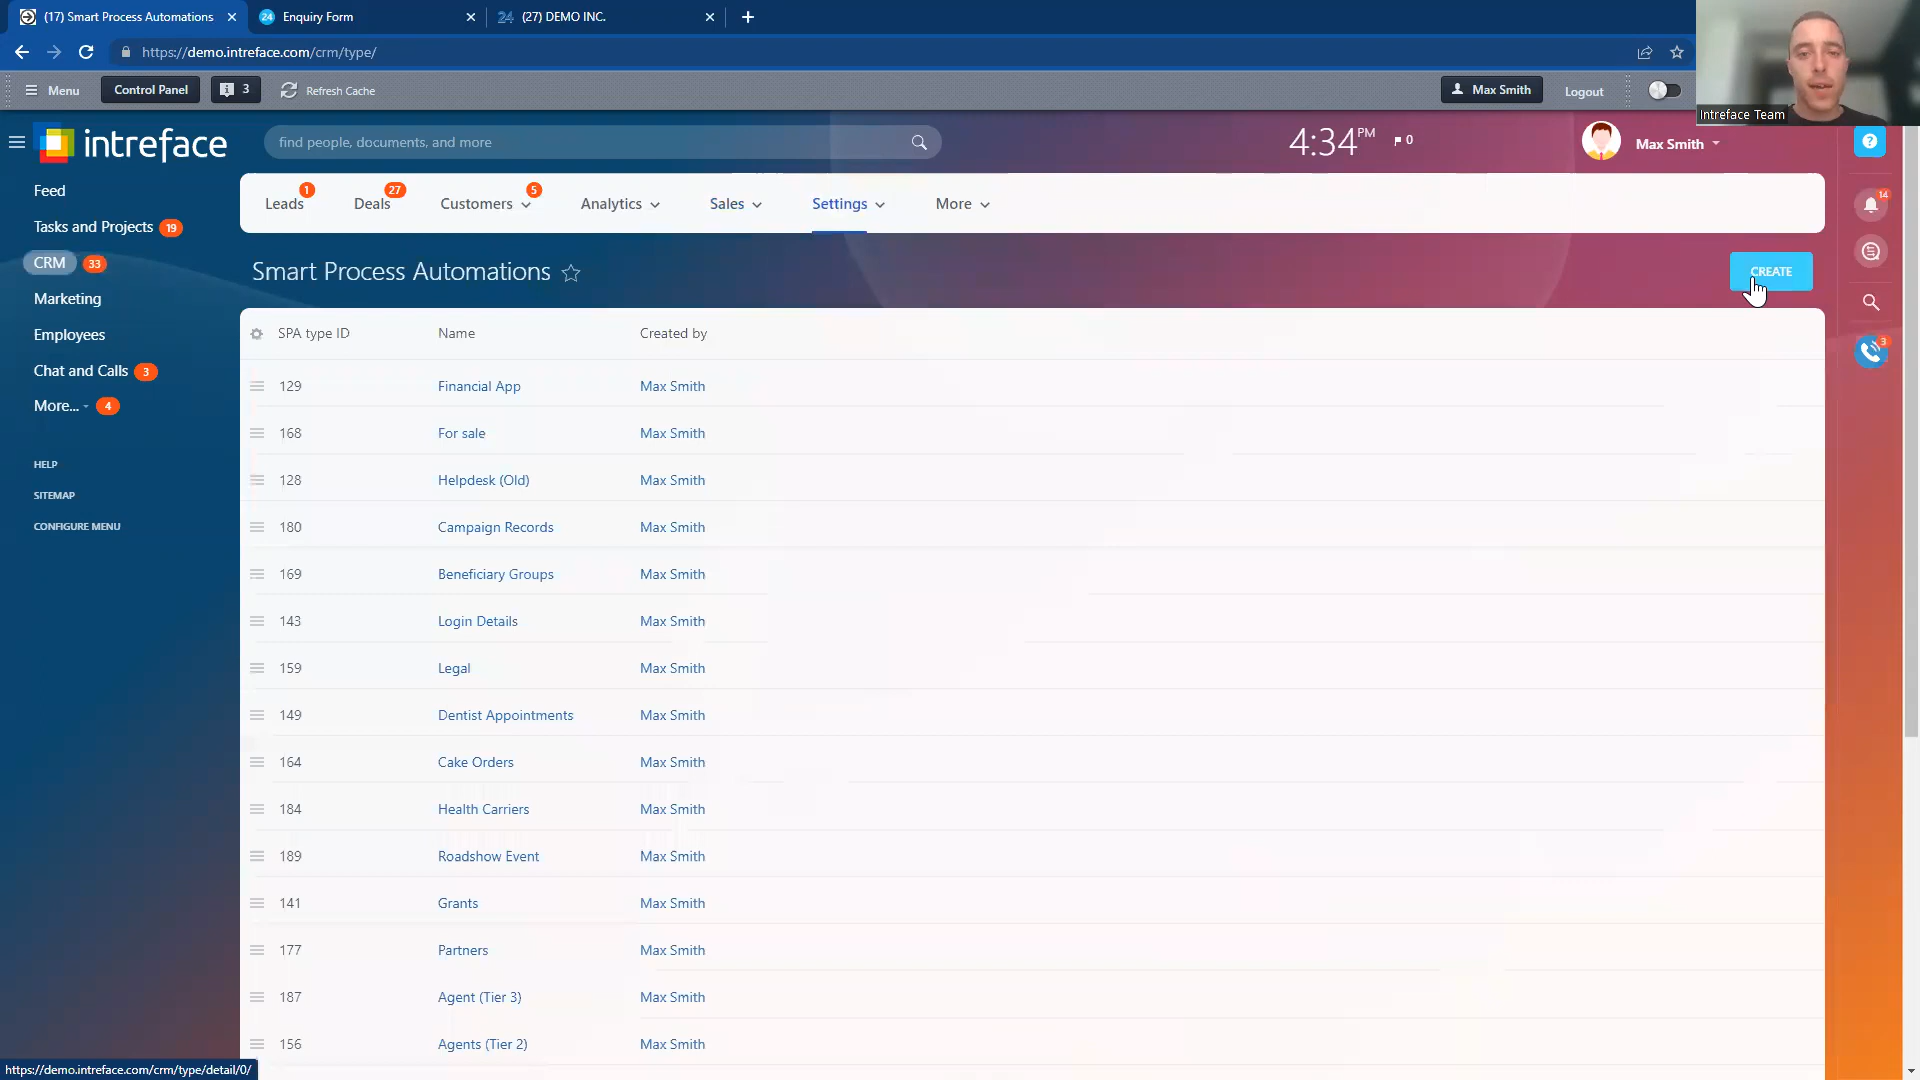 (17) Smart Process Automations
24 Enquiry Form
24 (27) DEMO INC.
https://demo.intreface.com/crm/type/
Menu
Control Panel
3
Refresh Cache
Max Smith
Logout
Intreface Team
intreface
find people, documents, and more
4:34 PM
0
Max Smith
Feed
Tasks and Projects 19
CRM 33
Marketing
Employees
Chat and Calls 3
More... 4
HELP
SITEMAP
CONFIGURE MENU
Leads 1
Deals 27
Customers 5
Analytics
Sales
Settings
More
Smart Process Automations
CREATE
?
14
3
SPA type ID Name Created by
129 Financial App Max Smith
168 For sale Max Smith
128 Helpdesk (Old) Max Smith
180 Campaign Records Max Smith
169 Beneficiary Groups Max Smith
143 Login Details Max Smith
159 Legal Max Smith
149 Dentist Appointments Max Smith
164 Cake Orders Max Smith
184 Health Carriers Max Smith
189 Roadshow Event Max Smith
141 Grants Max Smith
177 Partners Max Smith
187 Agent (Tier 3) Max Smith
156 Agents (Tier 2) Max Smith
https://demo.intreface.com/crm/type/detail/0/